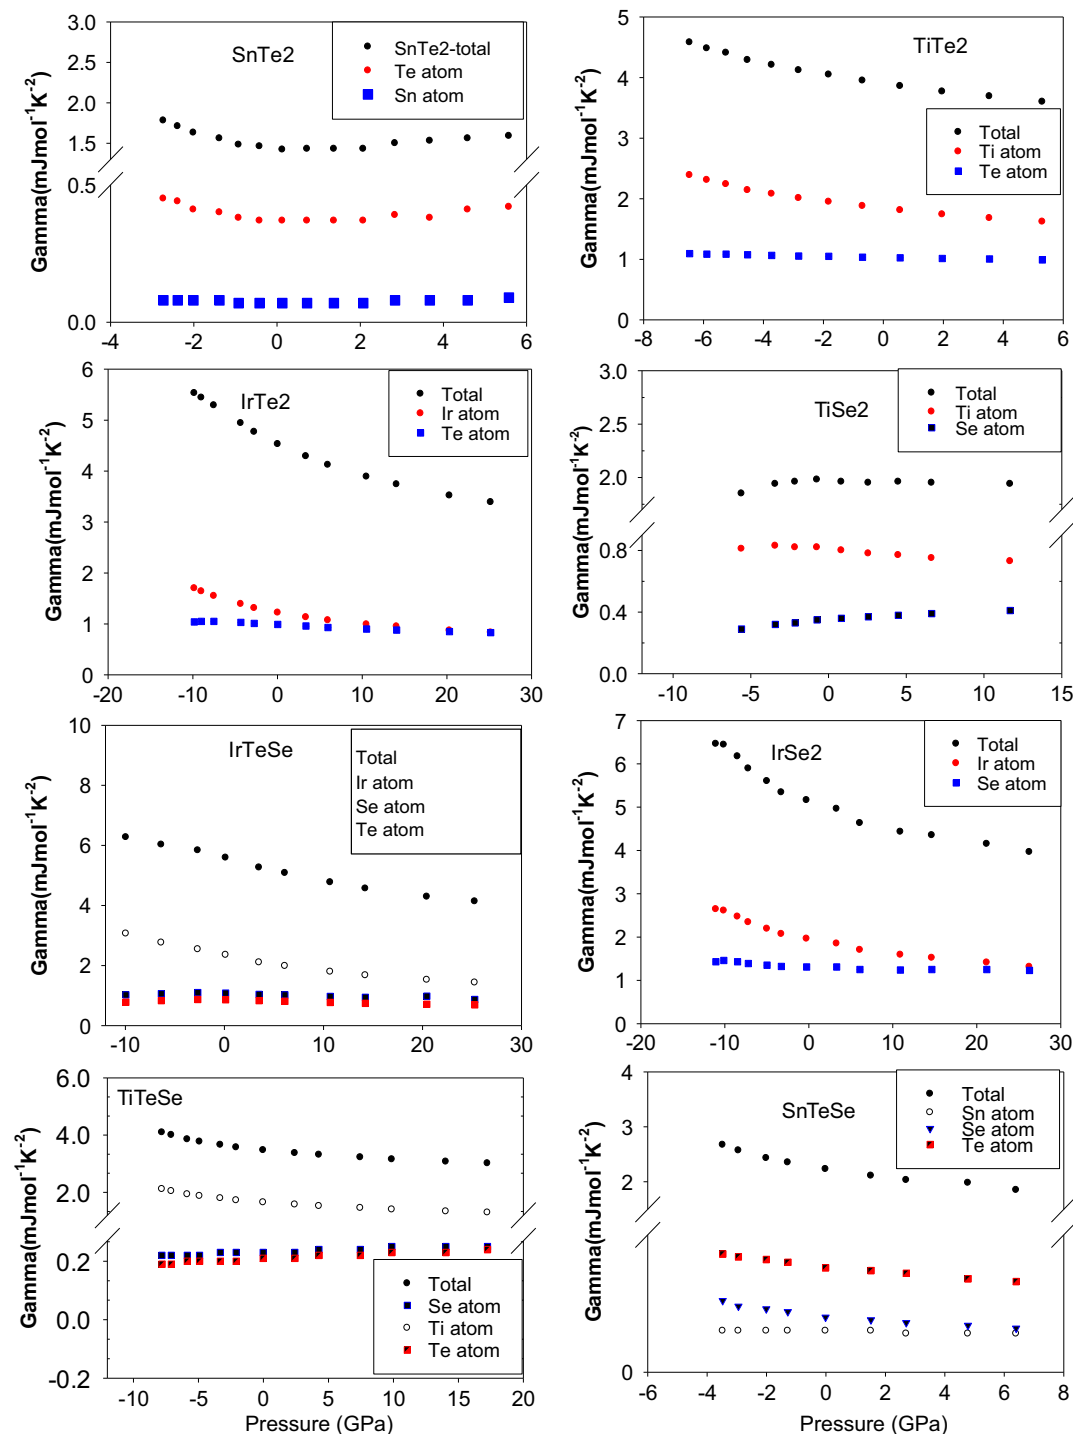 SnTe2
SnTe2-total
Te atom
Sn atom
Gamma(mJmol⁻¹K⁻²)
3.0
2.5
2.0
1.5
0.5
0.0
-4
-2
0
2
4
6
TiTe2
Total
Ti atom
Te atom
Gamma(mJmol⁻¹K⁻²)
5
4
3
2
1
0
-8
-6
-4
-2
0
2
4
6
IrTe2
Total
Ir atom
Te atom
Gamma(mJmol⁻¹K⁻²)
6
5
4
3
2
1
0
-20
-10
0
10
20
30
TiSe2
Total
Ti atom
Se atom
Gamma(mJmol⁻¹K⁻²)
3.0
2.5
2.0
0.8
0.4
0.0
-10
-5
0
5
10
15
IrTeSe
Total
Ir atom
Se atom
Te atom
Gamma(mJmol⁻¹K⁻²)
10
8
6
4
2
0
-10
0
10
20
30
IrSe2
Total
Ir atom
Se atom
Gamma(mJmol⁻¹K⁻²)
7
6
5
4
3
2
1
0
-20
-10
0
10
20
30
TiTeSe
Total
Se atom
Ti atom
Te atom
Gamma(mJmol⁻¹K⁻²)
6.0
4.0
2.0
0.2
0.0
-0.2
-10
-5
0
5
10
15
20
Pressure (GPa)
SnTeSe
Total
Sn atom
Se atom
Te atom
Gamma(mJmol⁻¹K⁻²)
4
3
2
0
-6
-4
-2
0
2
4
6
8
Pressure (GPa)